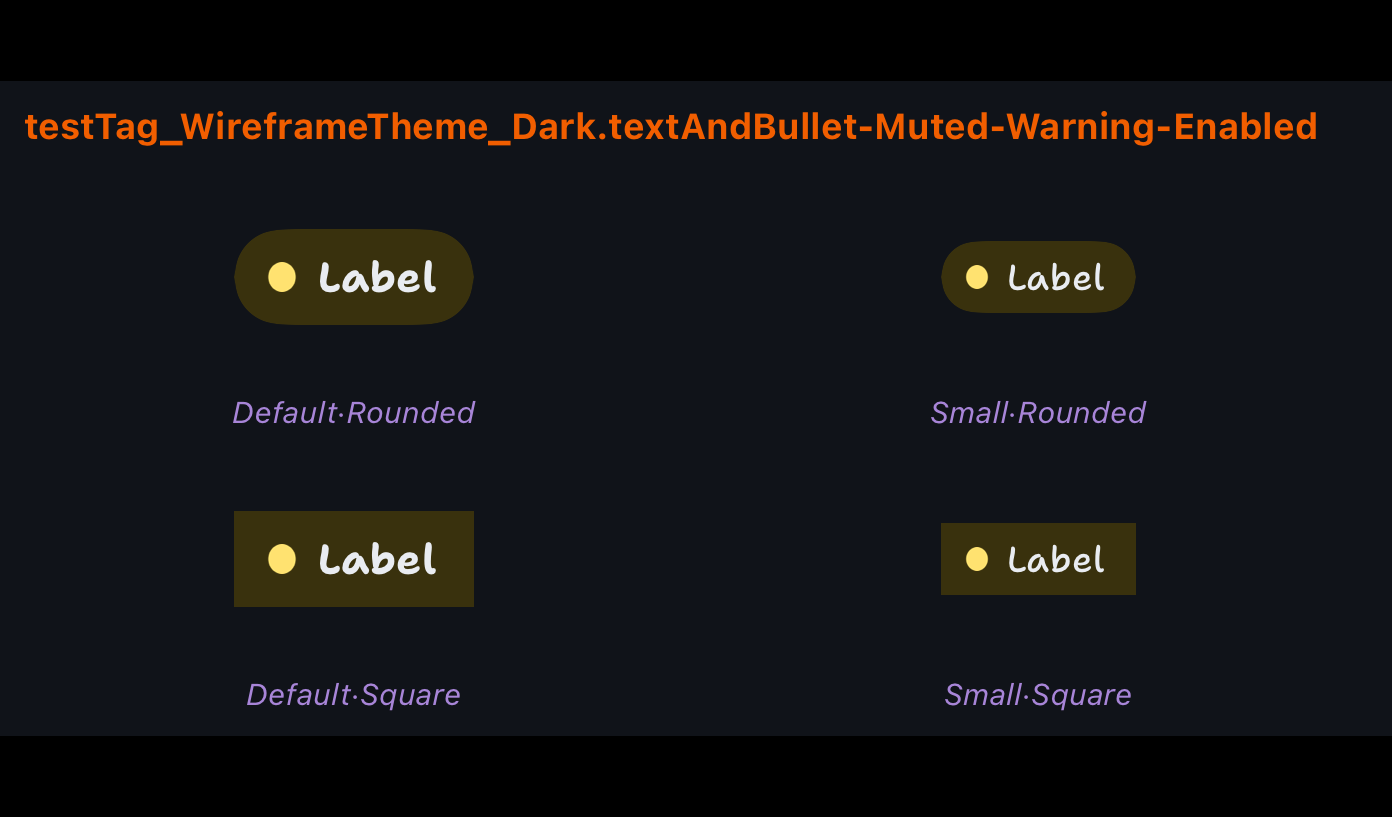 testTag_WireframeTheme_Dark.textAndBullet-Muted-Warning-Enabled
Label
Label
Default·Rounded
Small·Rounded
Label
Label
Default·Square
Small·Square